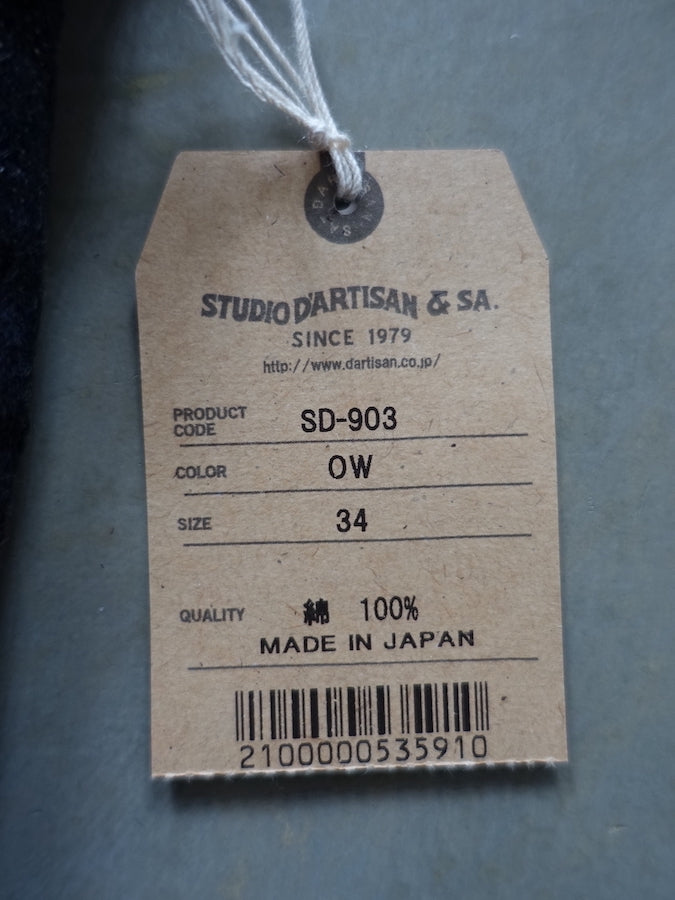 STUDIO D'ARTISAN & SA.
SINCE 1979
http://www.dartisan.co.jp/
PRODUCT CODE SD-903
COLOR OW
SIZE 34
QUALITY 綿 100%
MADE IN JAPAN
2100000535910